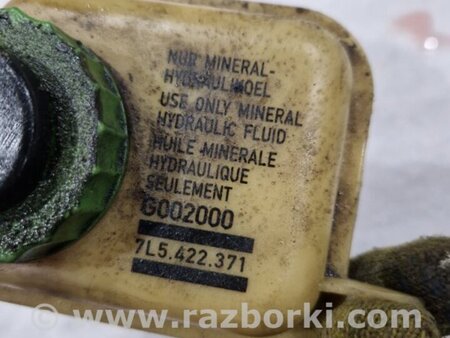 NUR MINERAL-
HYDRAULIKOEL
USE ONLY MINERAL
HYDRAULIC FLUID
HUILE MINERALE
HYDRAULIQUE
SEULEMENT
G002000
7L5.422.371
www.razborki.com